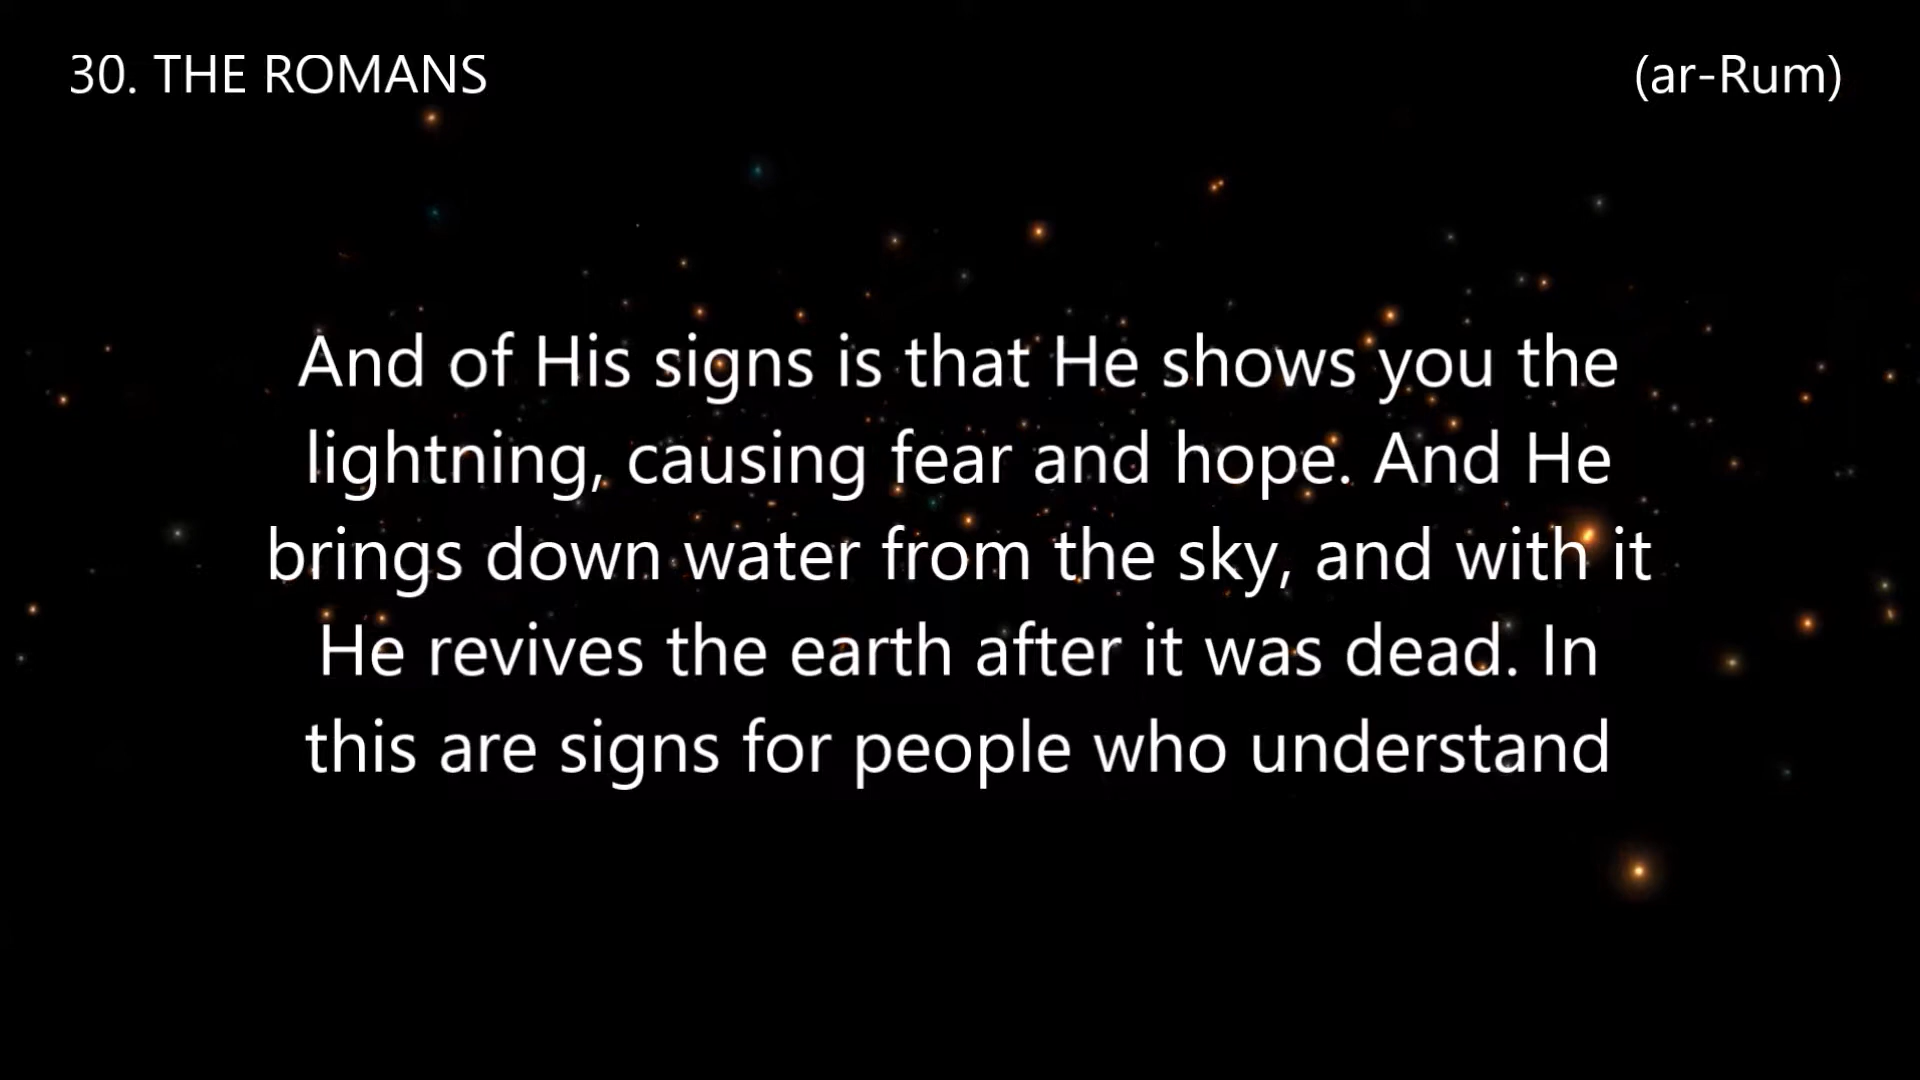 30. THE ROMANS
(ar-Rum)
And of His signs is that He shows you the
lightning, causing fear and hope. And He
brings down water from the sky, and with it
He revives the earth after it was dead. In
this are signs for people who understand